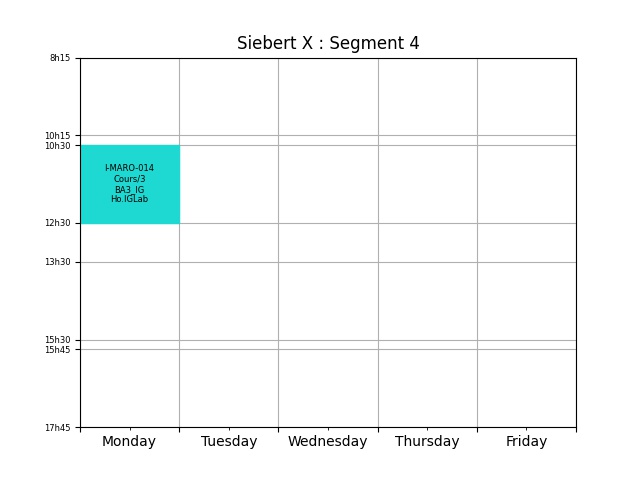 Siebert X : Segment 4
8h15
10h15
10h30
I-MARO-014
Cours/3
BA3_IG
Ho.IGLab
12h30
13h30
15h30
15h45
17h45
Monday Tuesday Wednesday Thursday Friday